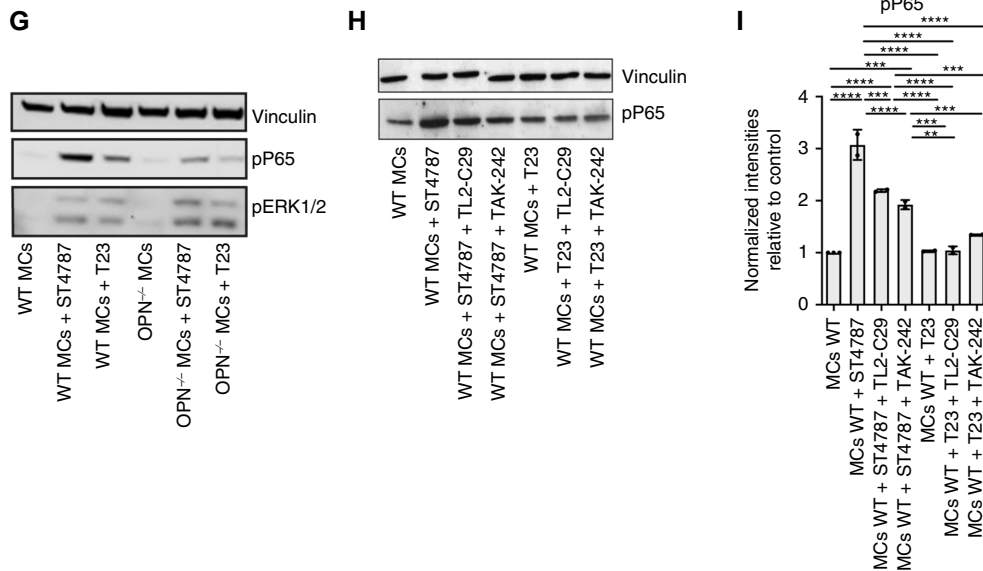 G
Vinculin
pP65
pERK1/2
WT MCs
WT MCs + ST4787
WT MCs + T23
OPN⁻/⁻ MCs
OPN⁻/⁻ MCs + ST4787
OPN⁻/⁻ MCs + T23
H
Vinculin
pP65
WT MCs
WT MCs + ST4787
WT MCs + ST4787 + TL2-C29
WT MCs + ST4787 + TAK-242
WT MCs + T23
WT MCs + T23 + TL2-C29
WT MCs + T23 + TAK-242
I
pP65
****
****
****
*** ***
**** ****
**** *** ****
**** ***
***
**
Normalized intensities
relative to control
4
3
2
1
0
MCs WT
MCs WT + ST4787
MCs WT + ST4787 + TL2-C29
MCs WT + ST4787 + TAK-242
MCs WT + T23
MCs WT + T23 + TL2-C29
MCs WT + T23 + TAK-242